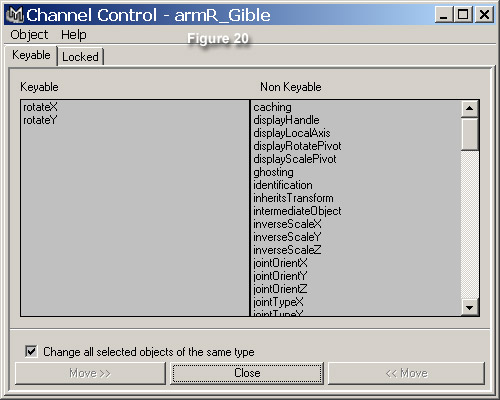 Channel Control - armR_Gible
Object Help
Figure 20
Keyable Locked
Keyable Non Keyable
rotateX
rotateY
caching
displayHandle
displayLocalAxis
displayRotatePivot
displayScalePivot
ghosting
identification
inheritsTransform
intermediateObject
inverseScaleX
inverseScaleY
inverseScaleZ
jointOrientX
jointOrientY
jointOrientZ
jointTypeX
jointTypeY
Change all selected objects of the same type
Move >> Close << Move